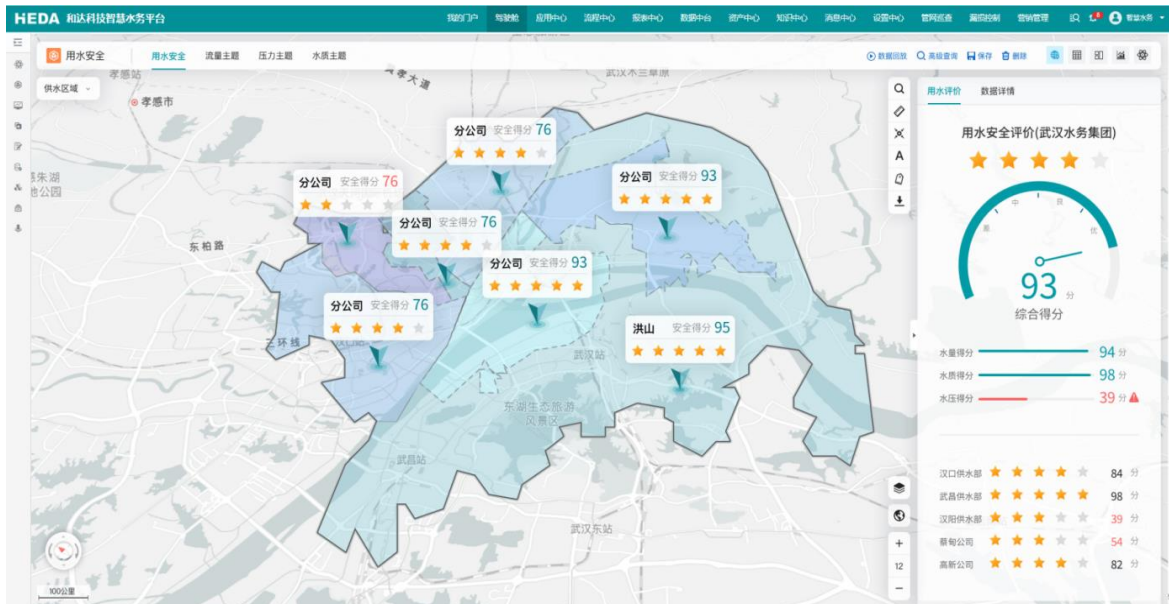 HEDA 和达科技智慧水务平台
我的门户 驾驶舱 应用中心 流程中心 报表中心 数据中台 资产中心 知识中心 消息中心 设置中心 管网巡查 漏损控制 营销管理 智慧水务
用水安全 用水安全 流量主题 压力主题 水质主题
数据回放 高级查询 保存 删除
供水区域
孝感站
孝感市
东柏路
三环线
武汉站
东湖生态旅游
风景区
武昌站
武汉东站
分公司 安全得分 76
分公司 安全得分 93
分公司 安全得分 76
分公司 安全得分 76
分公司 安全得分 93
分公司 安全得分 76
洪山 安全得分 95
A
+
12
−
100公里
用水评价 数据详情
用水安全评价(武汉水务集团)
中 良
差 优
93 分
综合得分
水量得分 94 分
水质得分 98 分
水压得分 39 分
汉口供水部 84 分
武昌供水部 98 分
汉阳供水部 39 分
蔡甸公司 54 分
高新公司 82 分